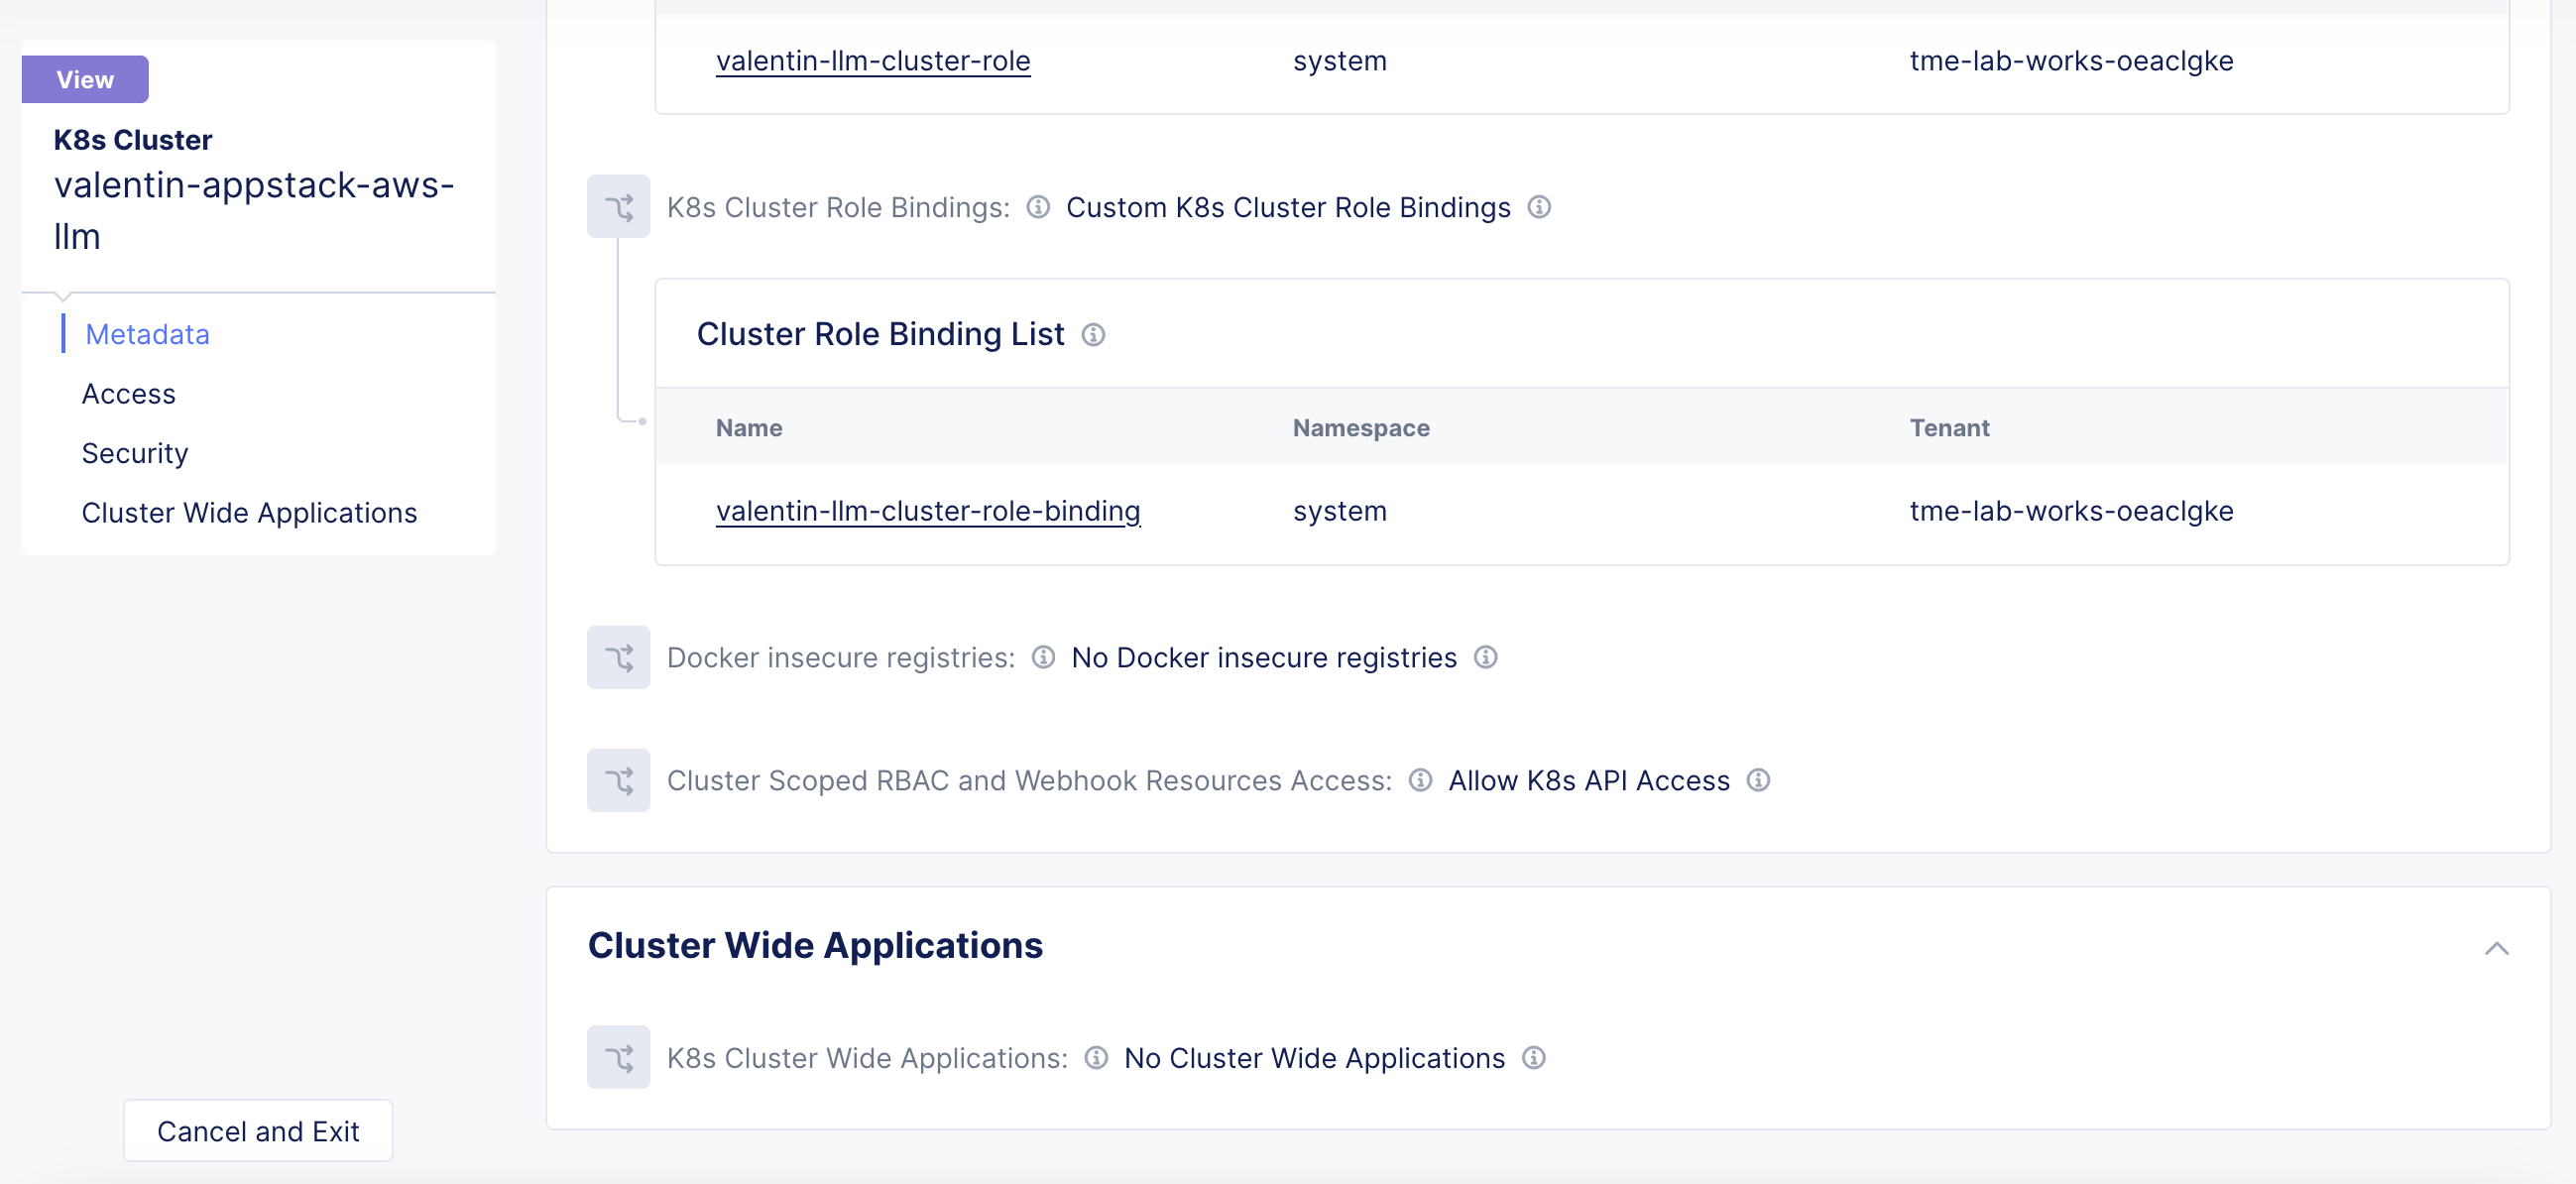 View
K8s Cluster
valentin-appstack-aws-
llm
Metadata
Access
Security
Cluster Wide Applications
Cancel and Exit
valentin-llm-cluster-role system tme-lab-works-oeaclgke
K8s Cluster Role Bindings: Custom K8s Cluster Role Bindings
Cluster Role Binding List
Name Namespace Tenant
valentin-llm-cluster-role-binding system tme-lab-works-oeaclgke
Docker insecure registries: No Docker insecure registries
Cluster Scoped RBAC and Webhook Resources Access: Allow K8s API Access
Cluster Wide Applications
K8s Cluster Wide Applications: No Cluster Wide Applications